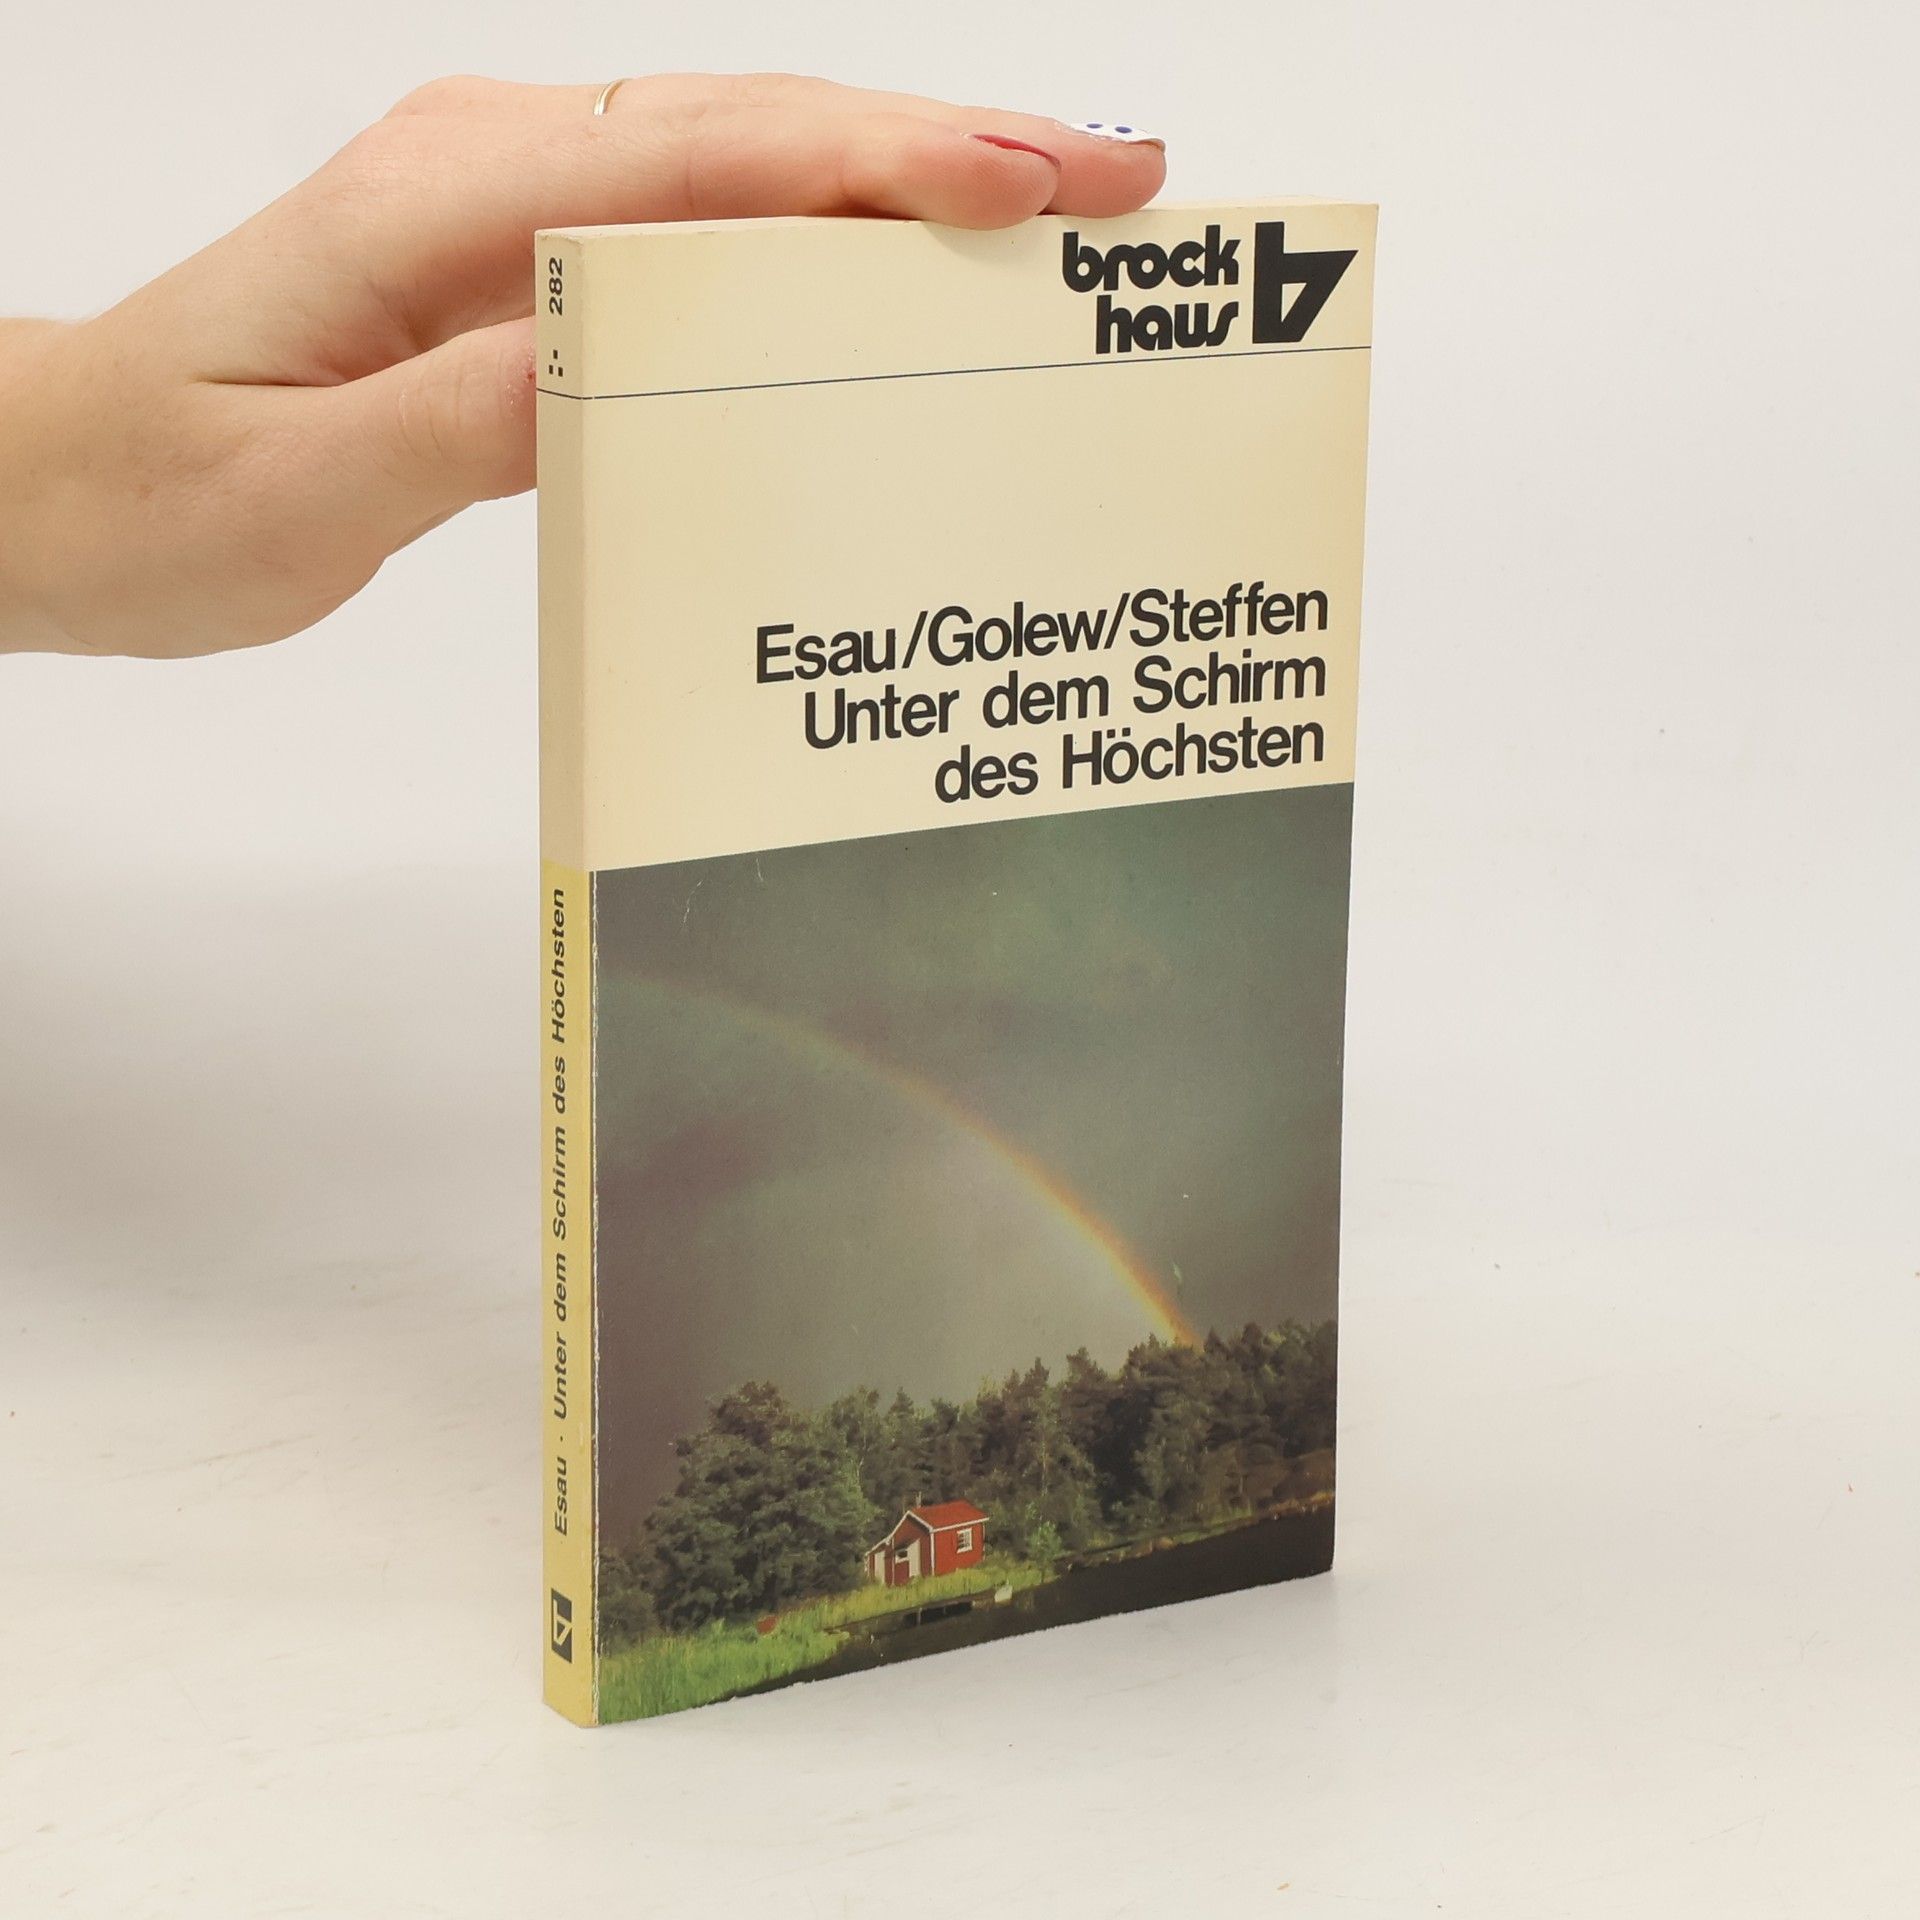 brock
haus
Esau/Golew/Steffen
Unter dem Schirm
des Höchsten
282
Esau · Unter dem Schirm des Höchsten